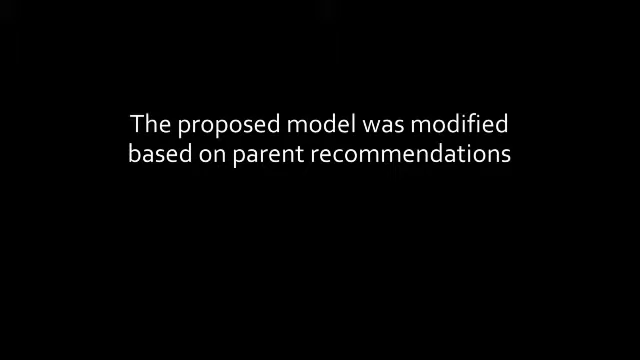 The proposed model was modified
based on parent recommendations